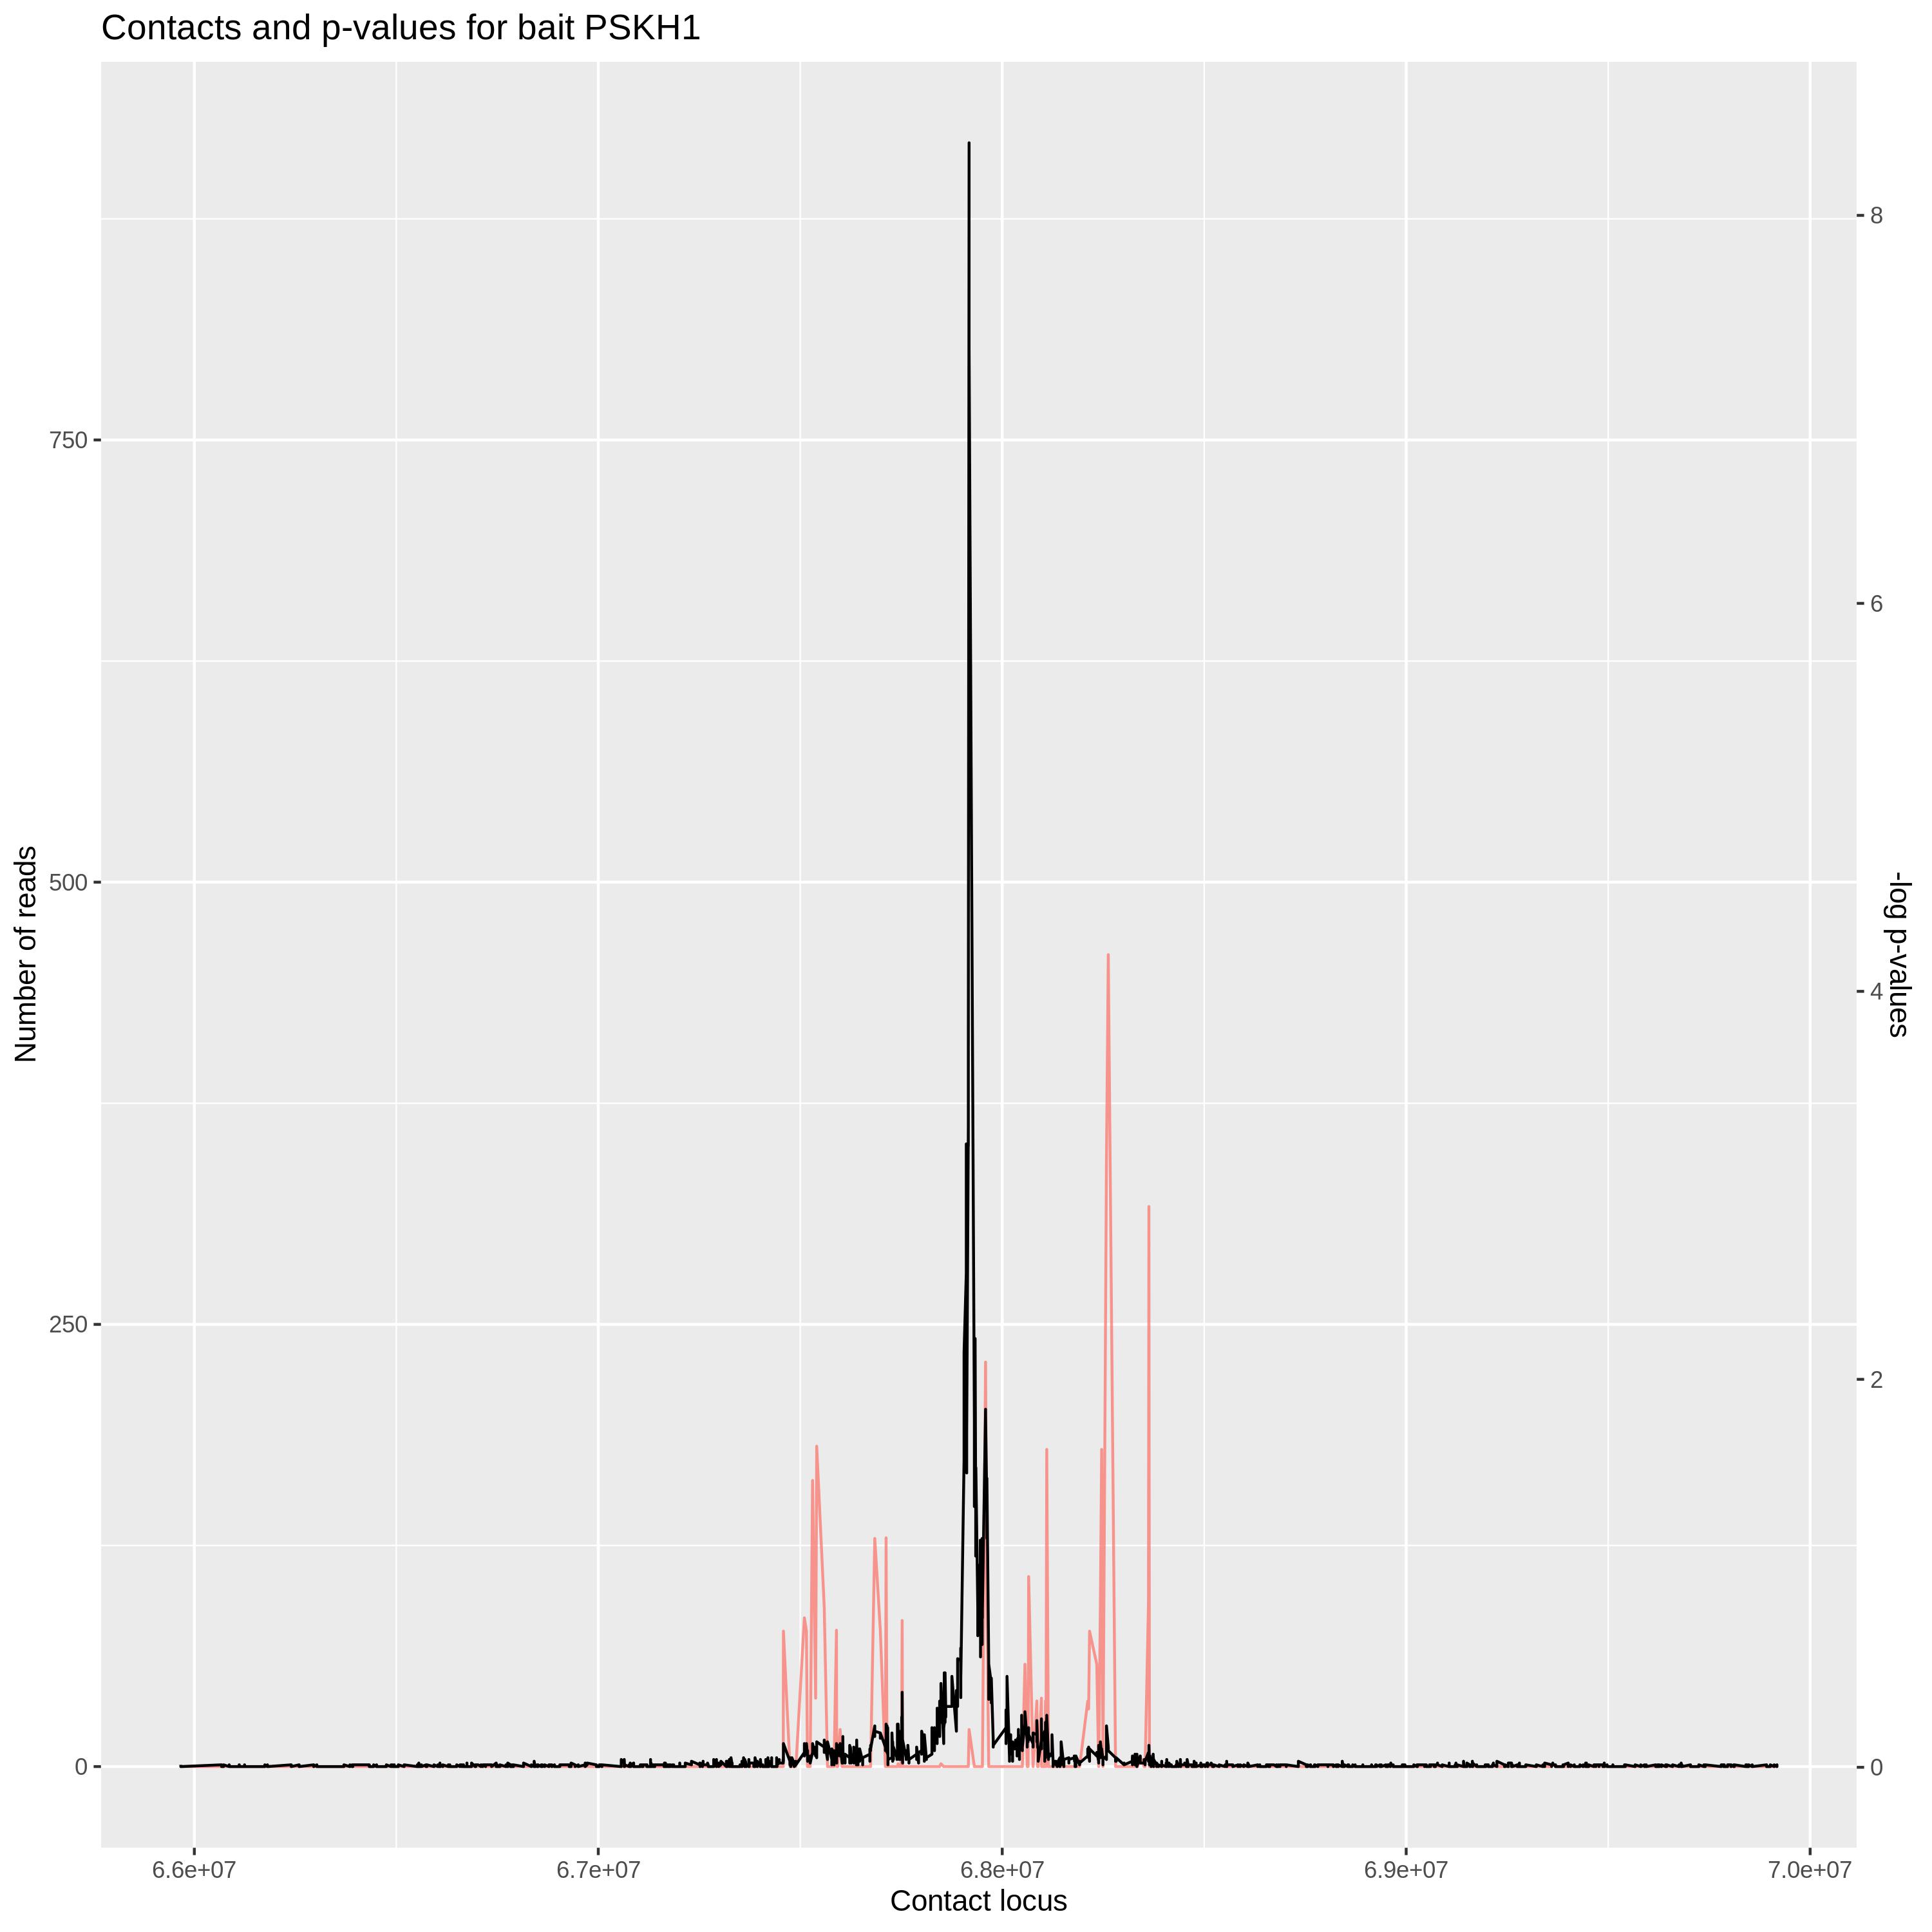 Contacts and p-values for bait PSKH1
Number of reads
750
500
250
0
8
6
4
2
0
-log p-values
6.6e+07
6.7e+07
6.8e+07
6.9e+07
7.0e+07
Contact locus